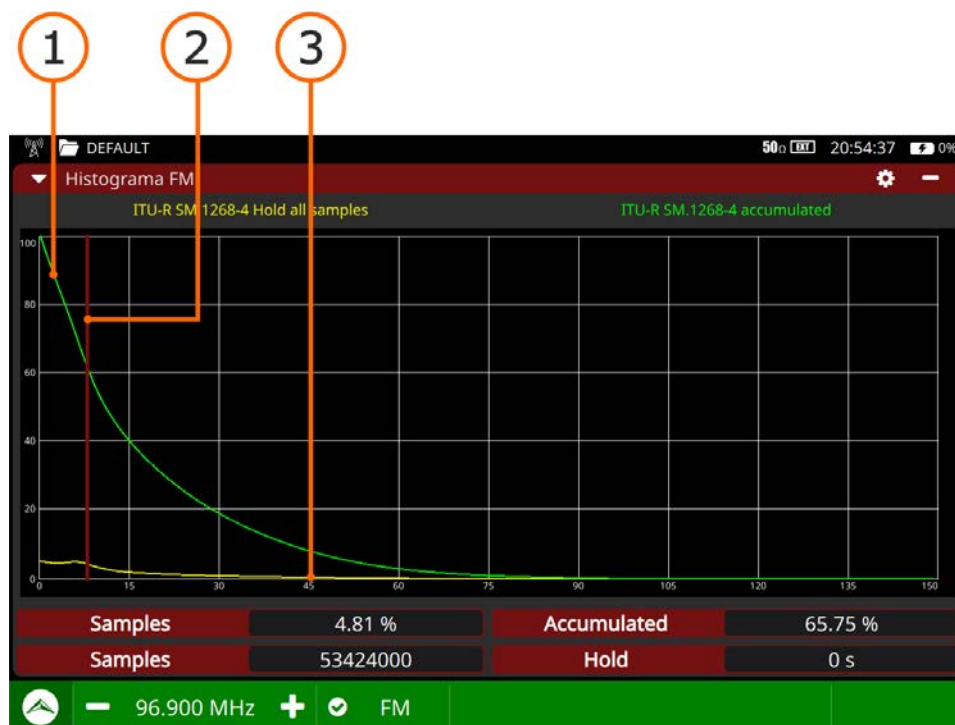 1 2 3
DEFAULT 50Ω EXT 20:54:37 0%
Histograma FM
ITU-R SM.1268-4 Hold all samples ITU-R SM.1268-4 accumulated
100
80
60
40
20
0
0 15 30 45 60 75 90 105 120 135 150
Samples 4.81 % Accumulated 65.75 %
Samples 53424000 Hold 0 s
96.900 MHz FM